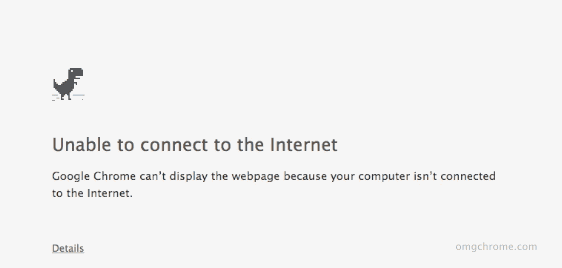 Unable to connect to the Internet
Google Chrome can't display the webpage because your computer isn't connected
to the Internet.
Details
omgchrome.com